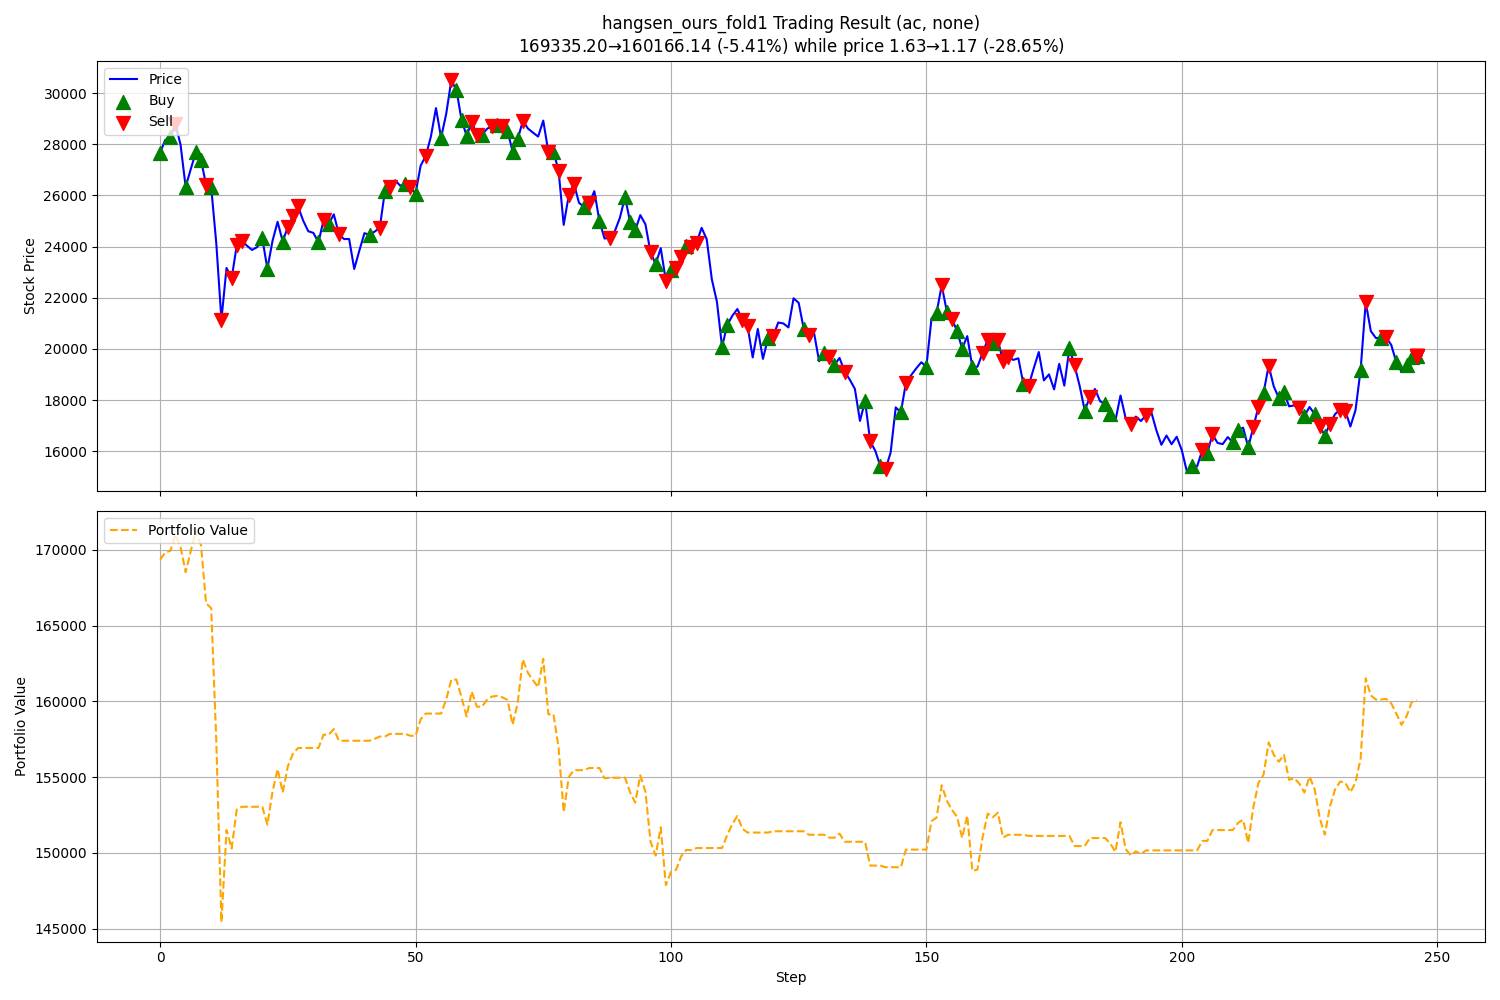 hangsen_ours_fold1 Trading Result (ac, none)
169335.20→160166.14 (-5.41%) while price 1.63→1.17 (-28.65%)
Price
Buy
Sell
Stock Price
30000
28000
26000
24000
22000
20000
18000
16000
Portfolio Value
Portfolio Value
170000
165000
160000
155000
150000
145000
0
50
100
150
200
250
Step